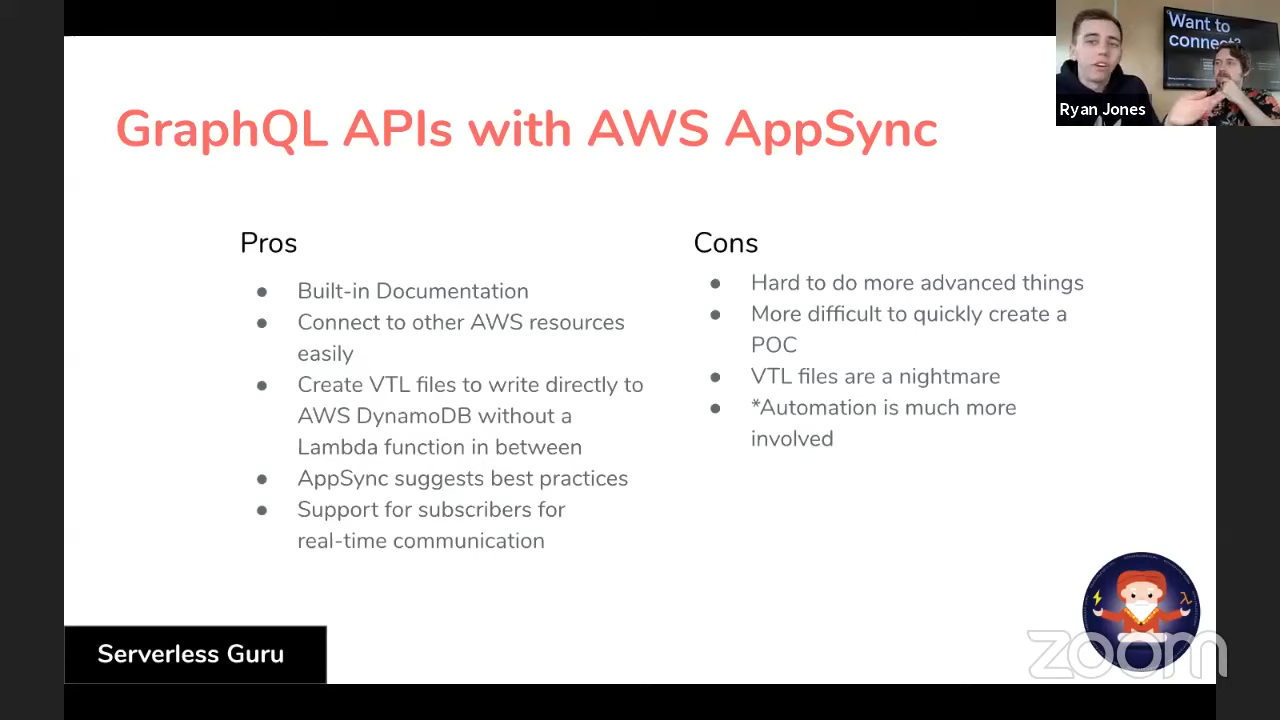 Want to
connect?
Ryan Jones
GraphQL APIs with AWS AppSync
Pros
● Built-in Documentation
● Connect to other AWS resources
easily
● Create VTL files to write directly to
AWS DynamoDB without a
Lambda function in between
● AppSync suggests best practices
● Support for subscribers for
real-time communication
Cons
● Hard to do more advanced things
● More difficult to quickly create a
POC
● VTL files are a nightmare
● *Automation is much more
involved
Serverless Guru
zoom